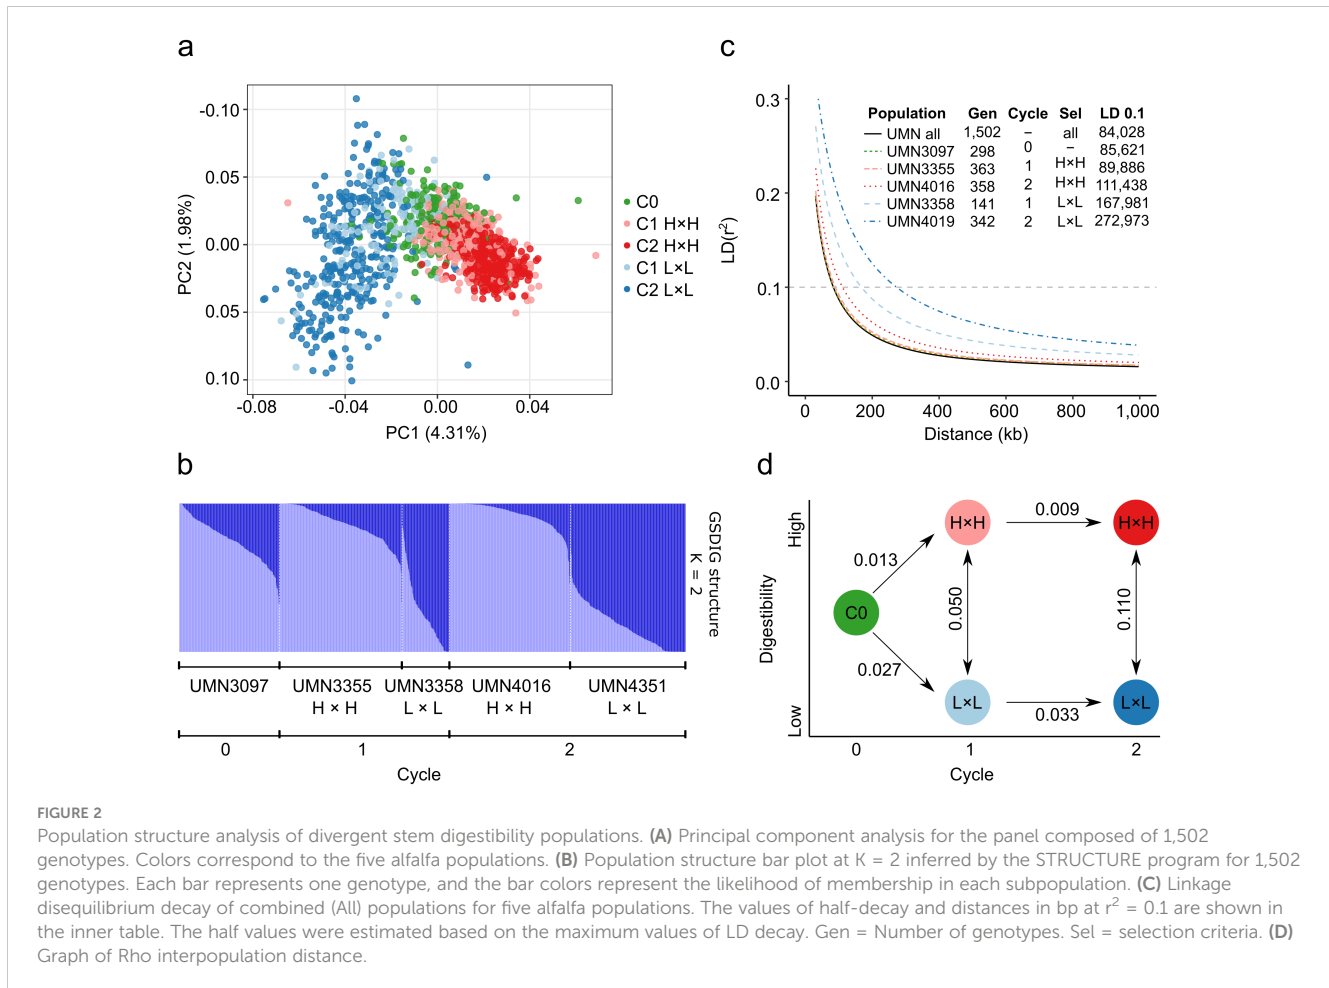 a
-0.10
0.05
0.00
0.05
0.10
PC2 (1.98%)
-0.08
-0.04
0.00
0.04
PC1 (4.31%)
C0
C1 H×H
C2 H×H
C1 L×L
C2 L×L
c
0.3
0.2
0.1
0.0
LD(r²)
Population Gen Cycle Sel LD 0.1
UMN all 1,502 – all 84,028
UMN3097 298 0 – 85,621
UMN3355 363 1 H×H 89,886
UMN4016 358 2 H×H 111,438
UMN3358 141 1 L×L 167,981
UMN4019 342 2 L×L 272,973
0 200 400 600 800 1,000
Distance (kb)
b
GSDIG structure
K = 2
UMN3097 UMN3355 UMN3358 UMN4016 UMN4351
H × H L × L H × H L × L
0 1 2
Cycle
d
High
Low
Digestibility
C0
H×H
H×H
L×L
L×L
0.013
0.009
0.050
0.110
0.027
0.033
0 1 2
Cycle
FIGURE 2
Population structure analysis of divergent stem digestibility populations. (A) Principal component analysis for the panel composed of 1,502
genotypes. Colors correspond to the five alfalfa populations. (B) Population structure bar plot at K = 2 inferred by the STRUCTURE program for 1,502
genotypes. Each bar represents one genotype, and the bar colors represent the likelihood of membership in each subpopulation. (C) Linkage
disequilibrium decay of combined (All) populations for five alfalfa populations. The values of half-decay and distances in bp at r² = 0.1 are shown in
the inner table. The half values were estimated based on the maximum values of LD decay. Gen = Number of genotypes. Sel = selection criteria. (D)
Graph of Rho interpopulation distance.